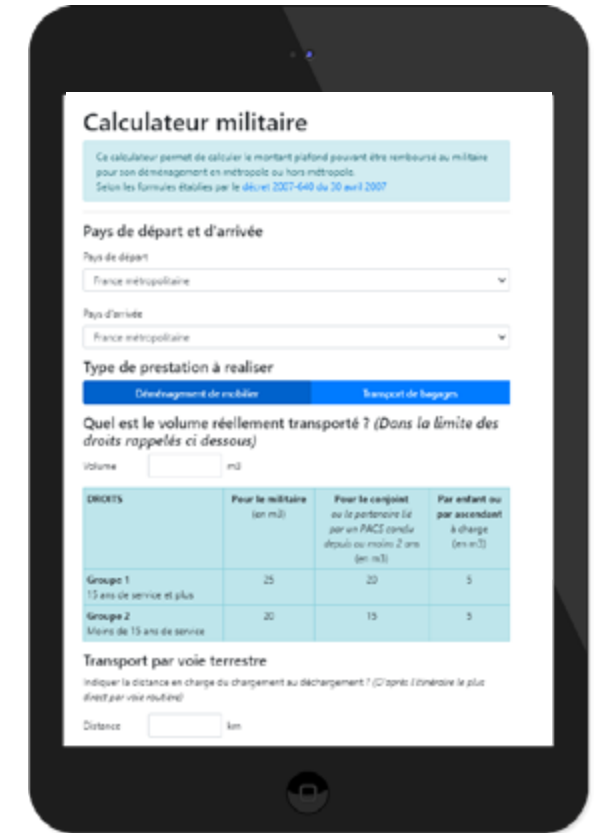 Calculateur militaire
Ce calculateur permet de calculer le montant plafond pouvant être remboursé au militaire
pour son déménagement en métropole ou hors métropole.
Selon les formules établies par le décret 2007-640 du 30 avril 2007
Pays de départ et d'arrivée
Pays de départ
France métropolitaine
Pays d'arrivée
France métropolitaine
Type de prestation à realiser
Déménagement de mobilier Transport de bagages
Quel est le volume réellement transporté ? (Dans la limite des
droits rappelés ci dessous)
Volume m3
DROITS Pour le militaire Pour le conjoint Par enfant ou
(en m3) ou le partenaire lié par ascendant
par un PACS conclu à charge
depuis au moins 2 ans (en m3)
(en m3)
Groupe 1 25 20 5
15 ans de service et plus
Groupe 2 20 15 5
Moins de 15 ans de service
Transport par voie terrestre
Indiquer la distance en charge du chargement au déchargement ? (D'après l'itinéraire le plus
direct par voie routière)
Distance km